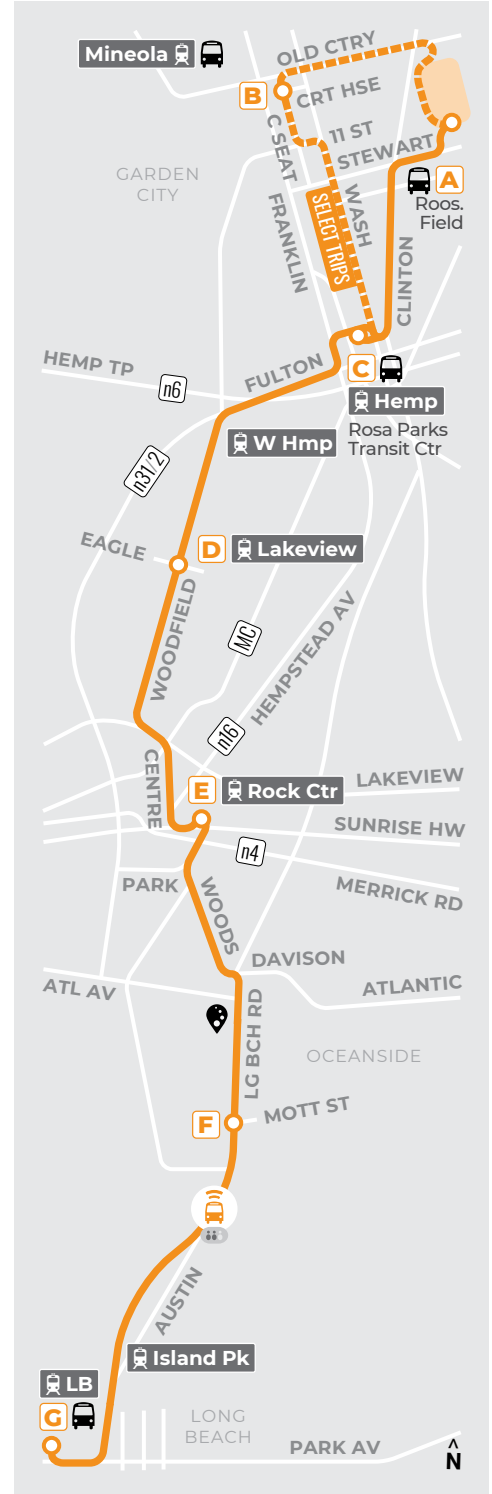 Mineola
OLD CTRY
B
CRT HSE
C SEAT
11 ST
STEWART
GARDEN
CITY
A
Roos.
Field
WASH
SELECT TRIPS
FRANKLIN
CLINTON
HEMP TP
n6
FULTON
C
Hemp
Rosa Parks
Transit Ctr
W Hmp
n31/2
EAGLE
D
Lakeview
WOODFIELD
MC
HEMPSTEAD AV
n16
CENTRE
E
Rock Ctr
LAKEVIEW
SUNRISE HW
n4
MERRICK RD
PARK
WOODS
DAVISON
ATL AV
ATLANTIC
LG BCH RD
OCEANSIDE
MOTT ST
F
AUSTIN
Island Pk
LB
G
LONG
BEACH
PARK AV
N